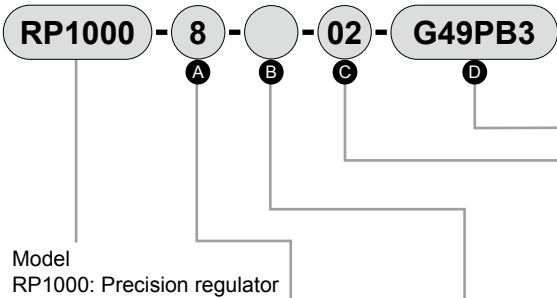 RP1000 - 8 - - 02 - G49PB3
A B C D
Model
RP1000: Precision regulator